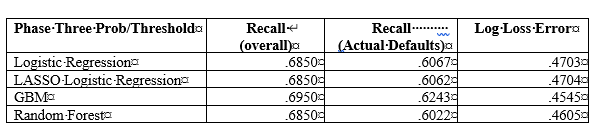 Phase Three Prob/Threshold¤ Recall↵ Recall·········· Log Loss Error¤
(overall)¤ (Actual Defaults)¤
Logistic Regression¤ .6850¤ .6067¤ .4703¤
LASSO Logistic Regression¤ .6850¤ .6062¤ .4704¤
GBM¤ .6950¤ .6243¤ .4545¤
Random Forest¤ .6850¤ .6022¤ .4605¤